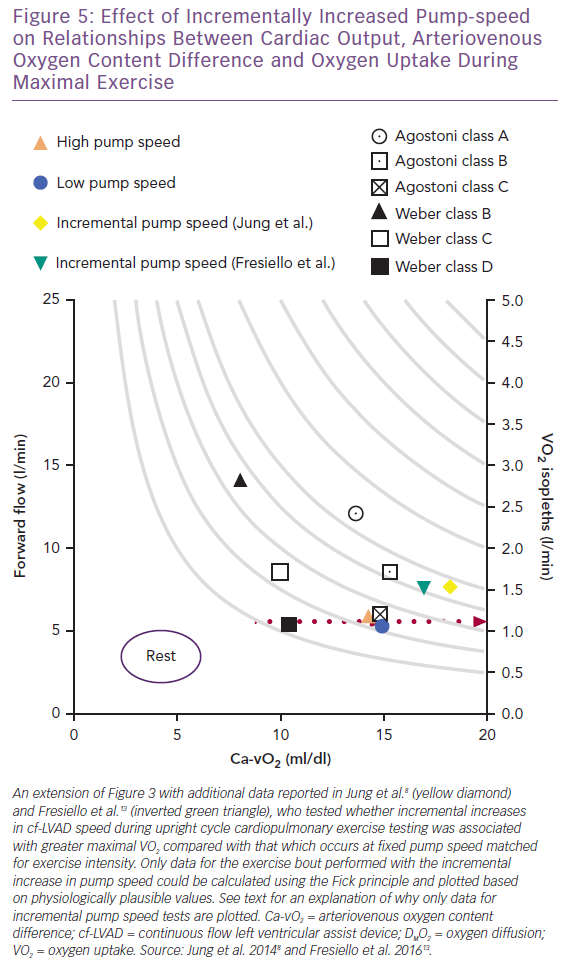 Figure 5: Effect of Incrementally Increased Pump-speed
on Relationships Between Cardiac Output, Arteriovenous
Oxygen Content Difference and Oxygen Uptake During
Maximal Exercise
High pump speed
Low pump speed
Incremental pump speed (Jung et al.)
Incremental pump speed (Fresiello et al.)
Agostoni class A
Agostoni class B
Agostoni class C
Weber class B
Weber class C
Weber class D
25
20
15
10
5
0
Forward flow (l/min)
5.0
4.5
4.0
3.5
3.0
2.5
2.0
1.5
1.0
0.5
0.0
VO₂ isopleths (l/min)
Rest
0
5
10
15
20
Ca-vO₂ (ml/dl)
An extension of Figure 3 with additional data reported in Jung et al.⁸ (yellow diamond)
and Fresiello et al.¹³ (inverted green triangle), who tested whether incremental increases
in cf-LVAD speed during upright cycle cardiopulmonary exercise testing was associated
with greater maximal VO₂ compared with that which occurs at fixed pump speed matched
for exercise intensity. Only data for the exercise bout performed with the incremental
increase in pump speed could be calculated using the Fick principle and plotted based
on physiologically plausible values. See text for an explanation of why only data for
incremental pump speed tests are plotted. Ca-vO₂ = arteriovenous oxygen content
difference; cf-LVAD = continuous flow left ventricular assist device; DₘO₂ = oxygen diffusion;
VO₂ = oxygen uptake. Source: Jung et al. 2014⁸ and Fresiello et al. 2016¹³.